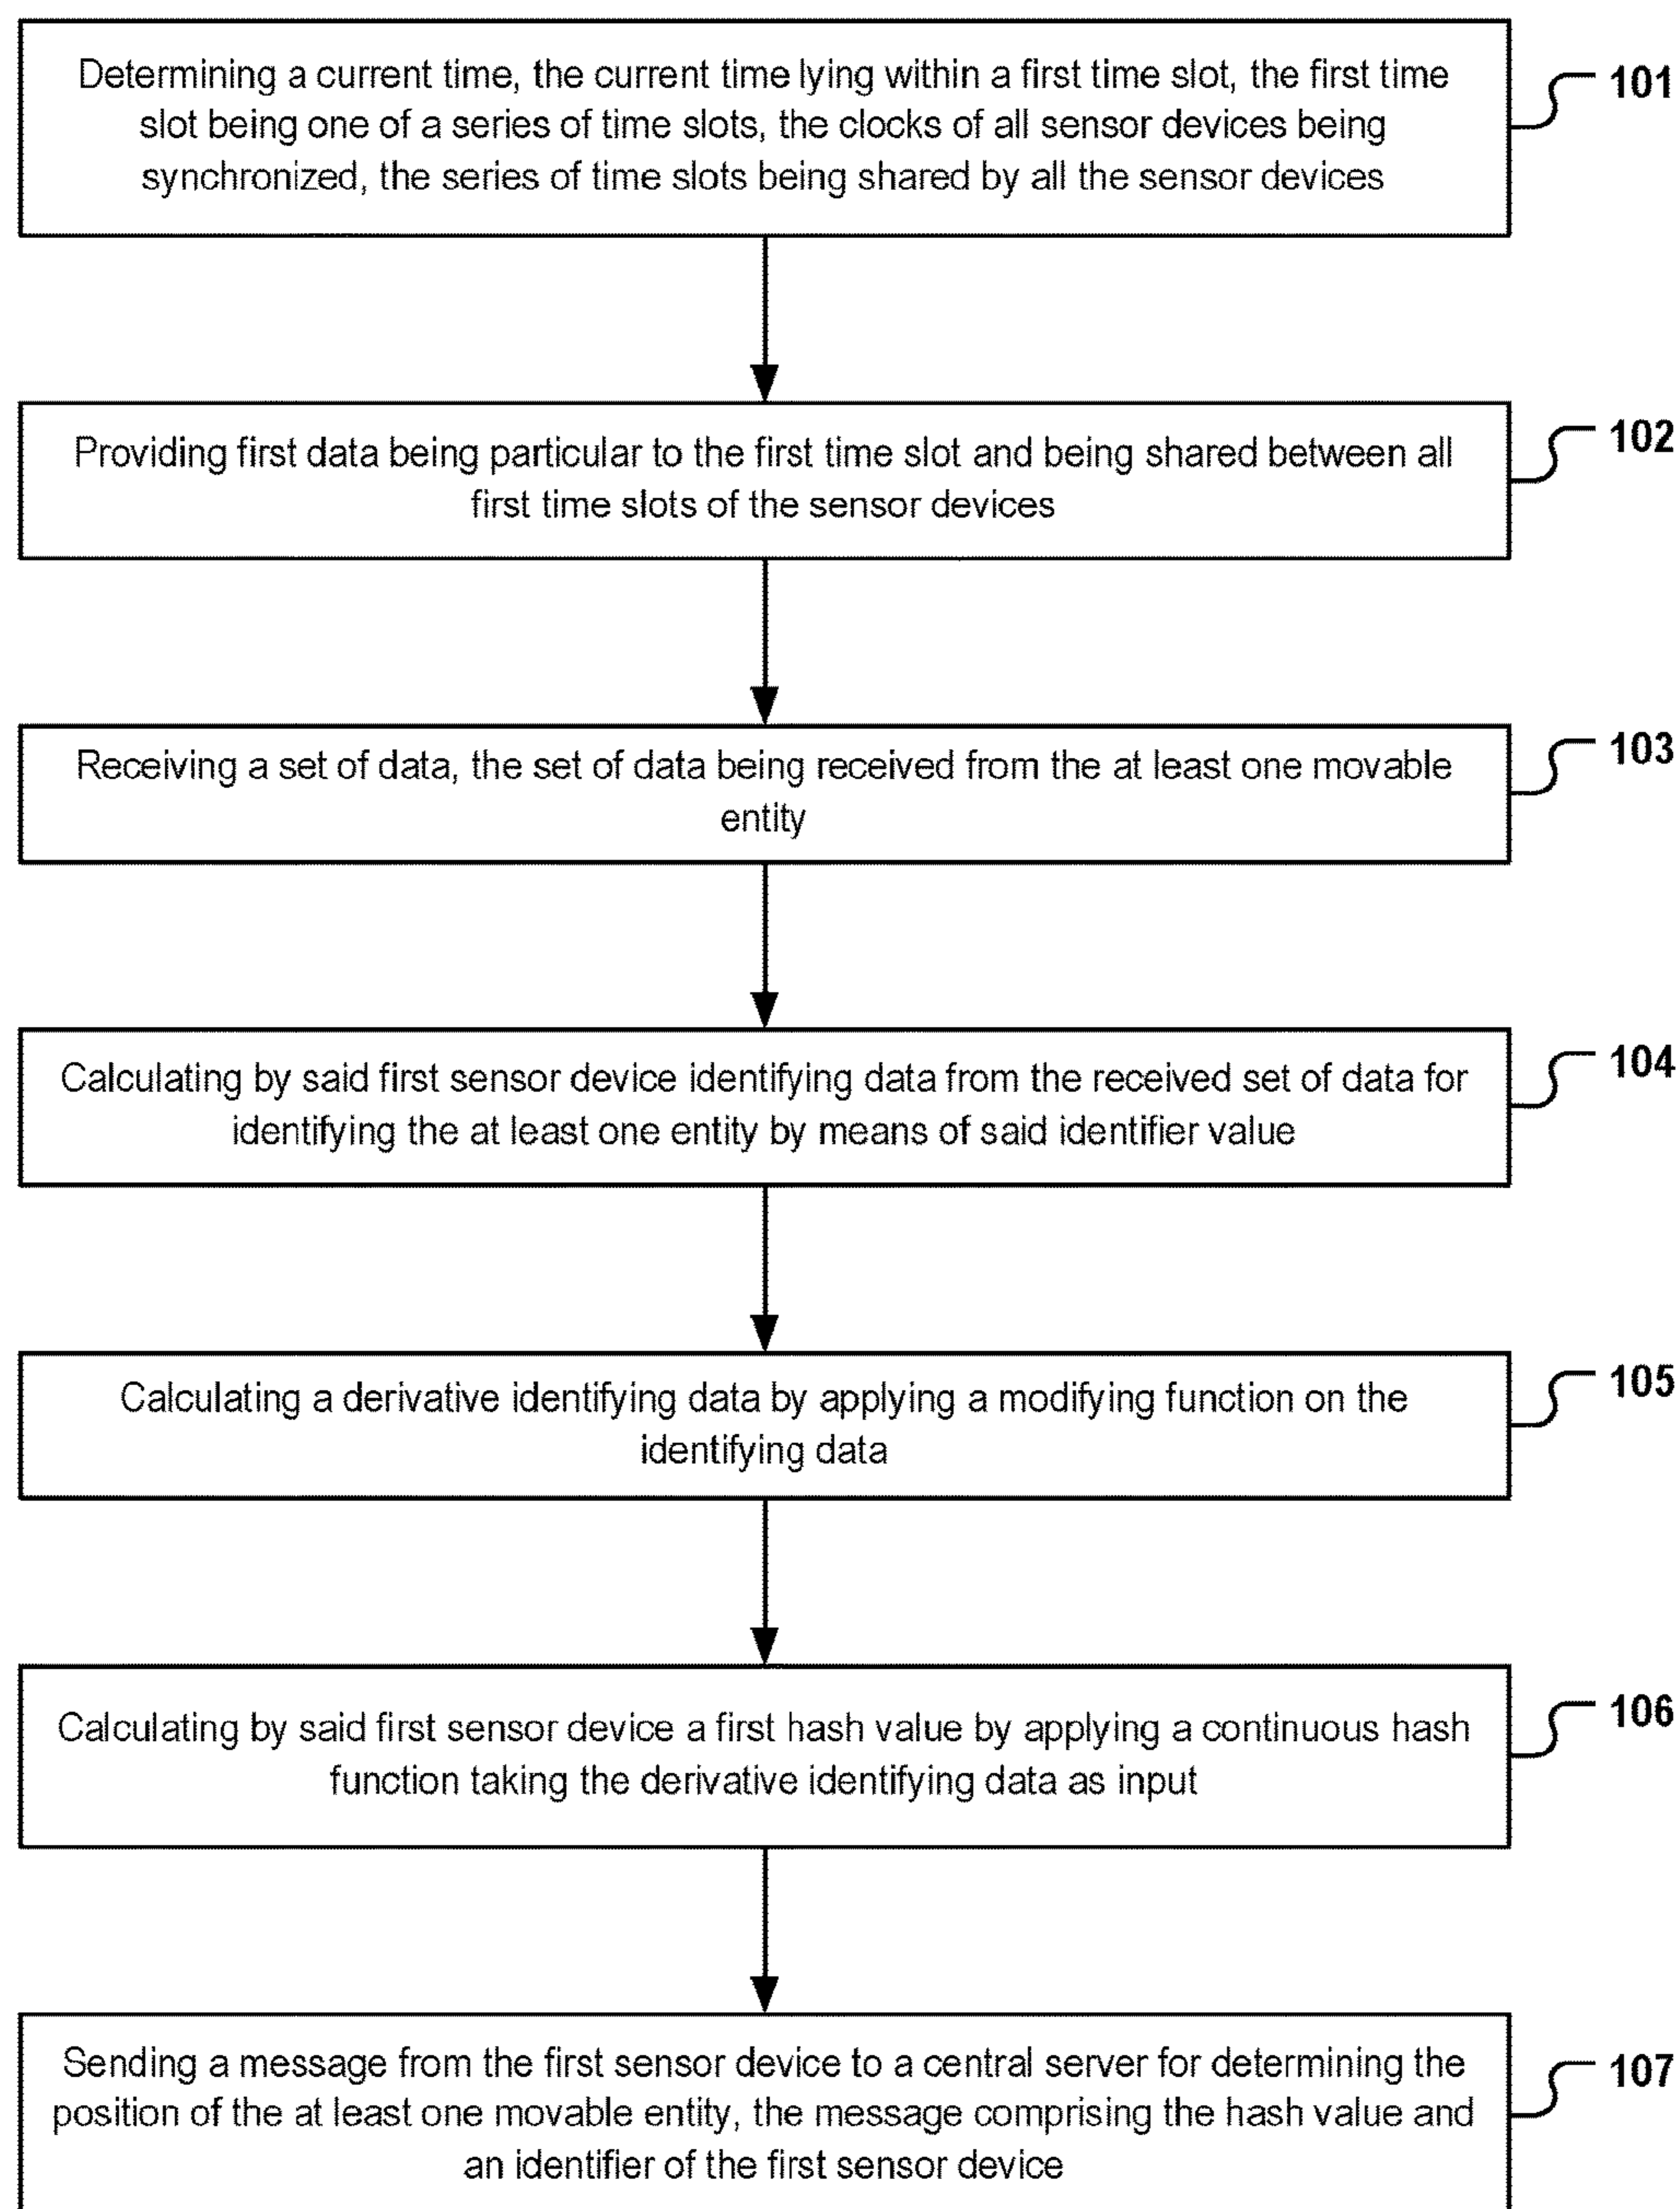 Determining a current time, the current time lying within a first time slot, the first time
slot being one of a series of time slots, the clocks of all sensor devices being
synchronized, the series of time slots being shared by all the sensor devices
101
Providing first data being particular to the first time slot and being shared between all
first time slots of the sensor devices
102
Receiving a set of data, the set of data being received from the at least one movable
entity
103
Calculating by said first sensor device identifying data from the received set of data for
identifying the at least one entity by means of said identifier value
104
Calculating a derivative identifying data by applying a modifying function on the
identifying data
105
Calculating by said first sensor device a first hash value by applying a continuous hash
function taking the derivative identifying data as input
106
Sending a message from the first sensor device to a central server for determining the
position of the at least one movable entity, the message comprising the hash value and
an identifier of the first sensor device
107